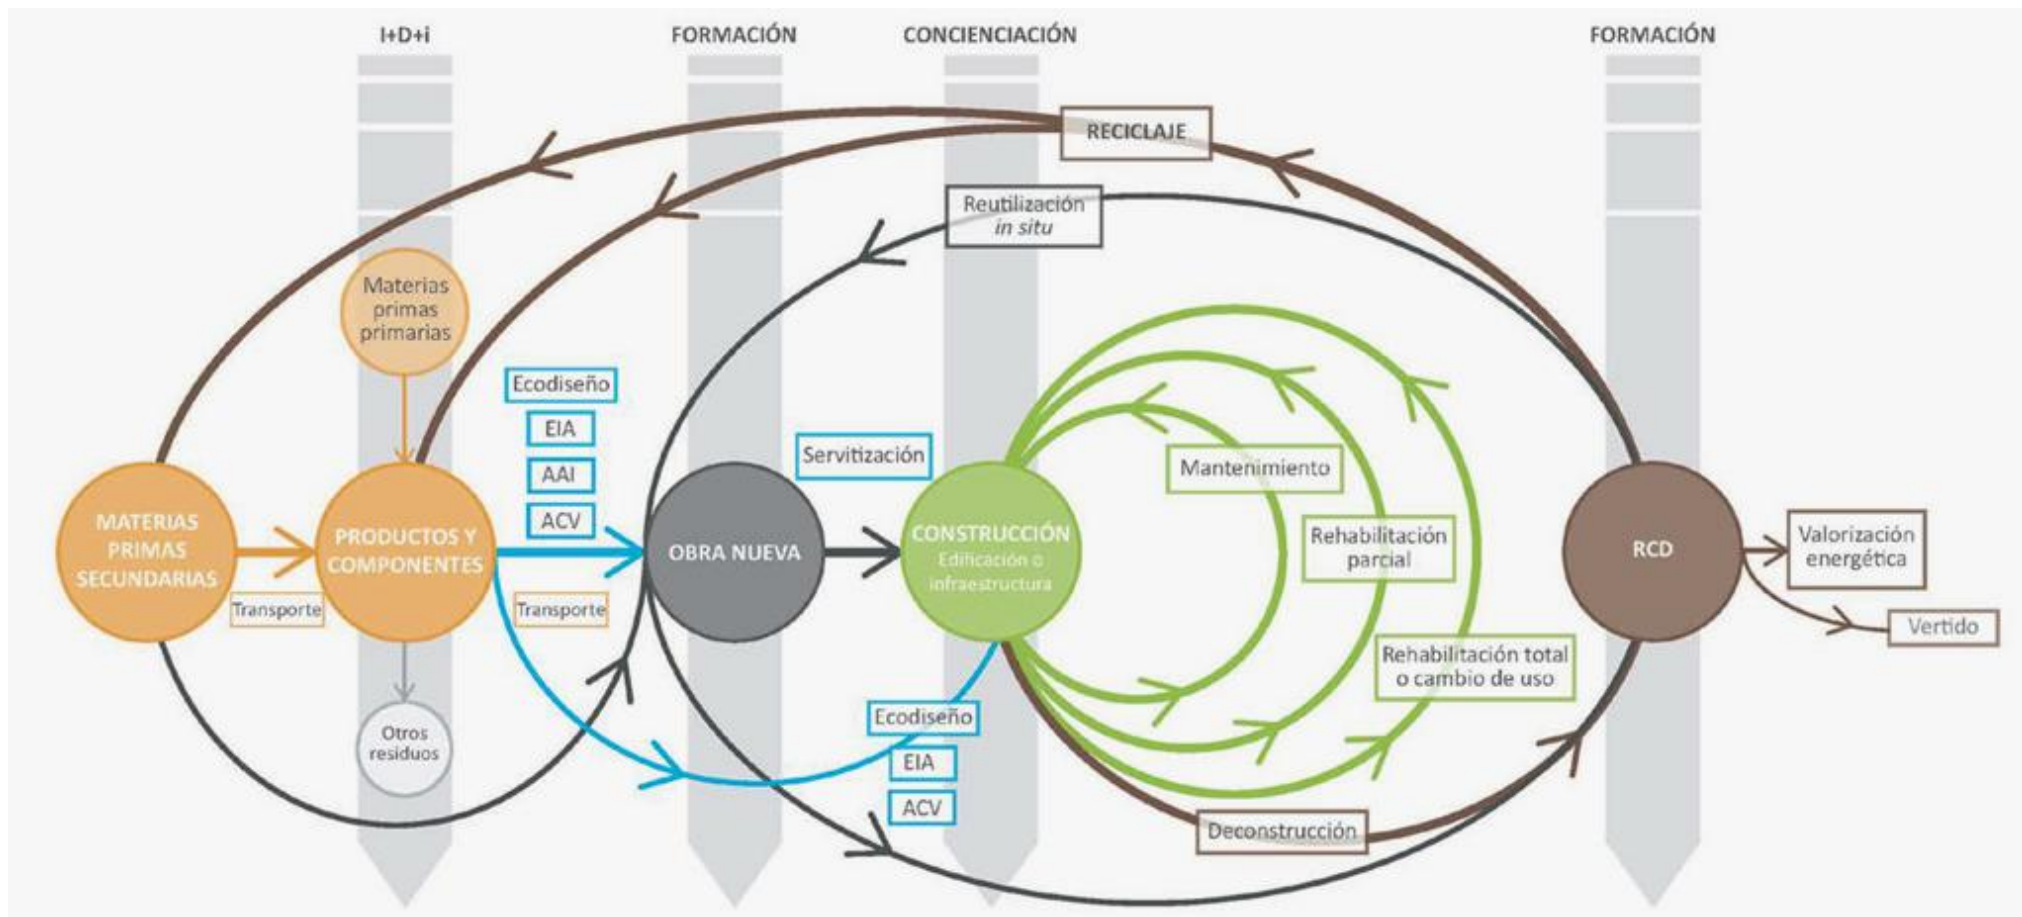 I+D+i
FORMACIÓN
CONCIENCIACIÓN
FORMACIÓN
RECICLAJE
Reutilización
in situ
Materias
primas
primarias
Ecodiseño
EIA
AAI
ACV
Servitización
Mantenimiento
MATERIAS
PRIMAS
SECUNDARIAS
PRODUCTOS Y
COMPONENTES
OBRA NUEVA
CONSTRUCCIÓN
Edificación o
infraestructura
Rehabilitación
parcial
RCD
Valorización
energética
Transporte
Transporte
Vertido
Rehabilitación total
o cambio de uso
Otros
residuos
Ecodiseño
EIA
ACV
Deconstrucción